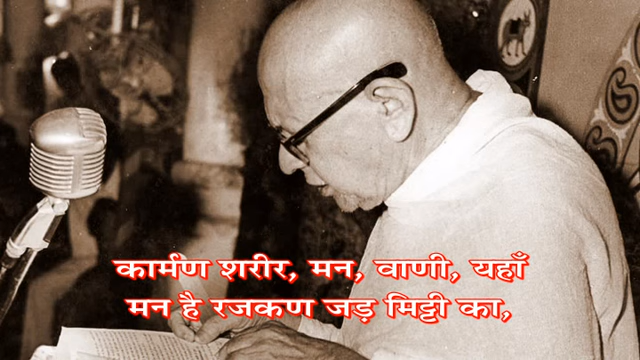 कार्मण शरीर, मन, वाणी, यहाँ
मन है रजकण जड़ मिट्टी का,